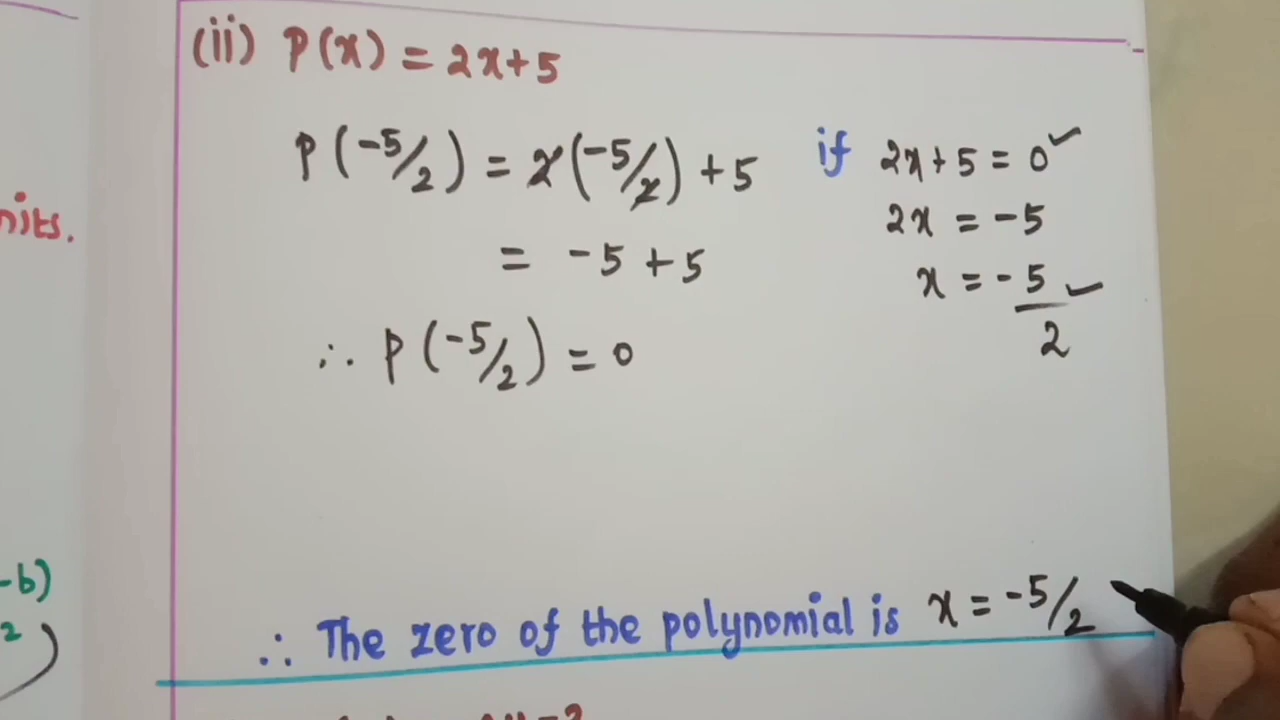 (ii) P(x) = 2x+5
P(-5/2) = 2(-5/2) + 5
= -5 + 5
∴ P(-5/2) = 0
if 2x+5 = 0 ✓
2x = -5
x = -5/2 ✓
∴ The zero of the polynomial is x = -5/2
-b)
2